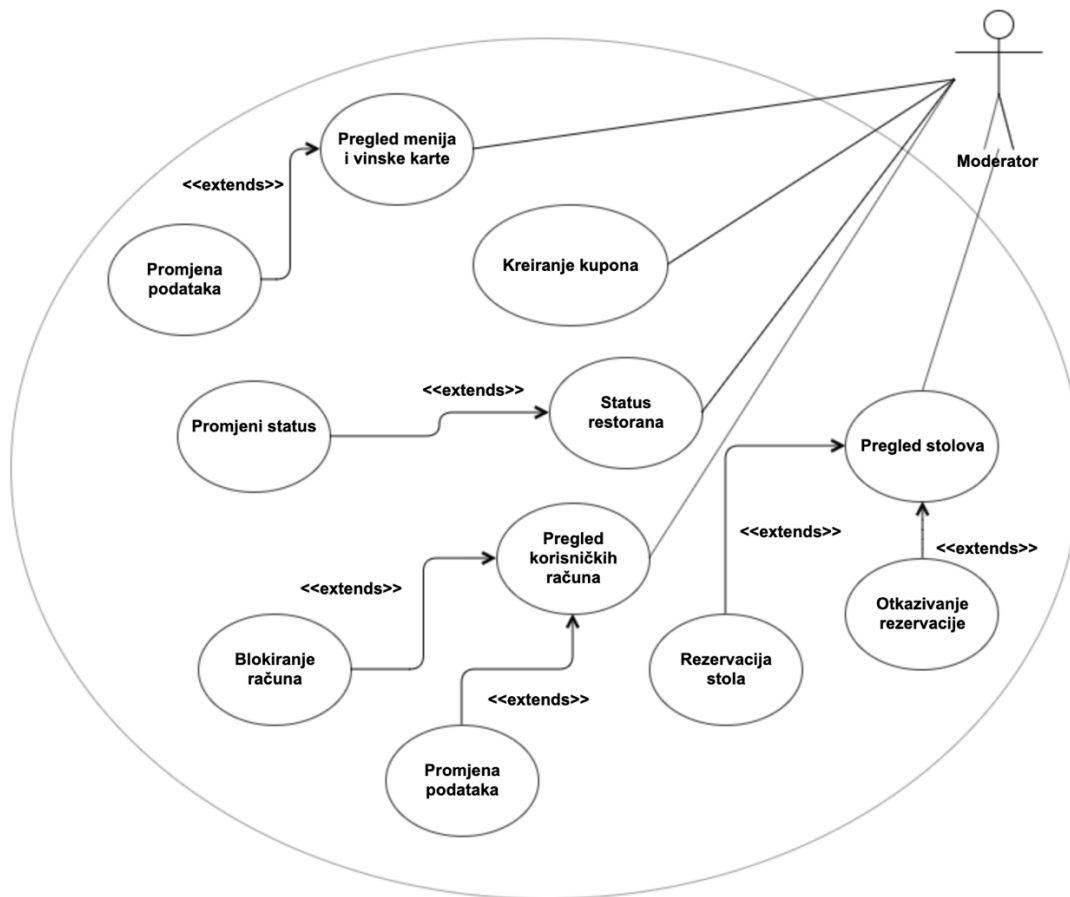 Moderator
Pregled menija
i vinske karte
<<extends>>
Promjena
podataka
Kreiranje kupona
<<extends>>
Promjeni status
Status
restorana
Pregled stolova
<<extends>>
<<extends>>
Pregled
korisničkih
računa
<<extends>>
Otkazivanje
rezervacije
Blokiranje
računa
Rezervacija
stola
<<extends>>
Promjena
podataka